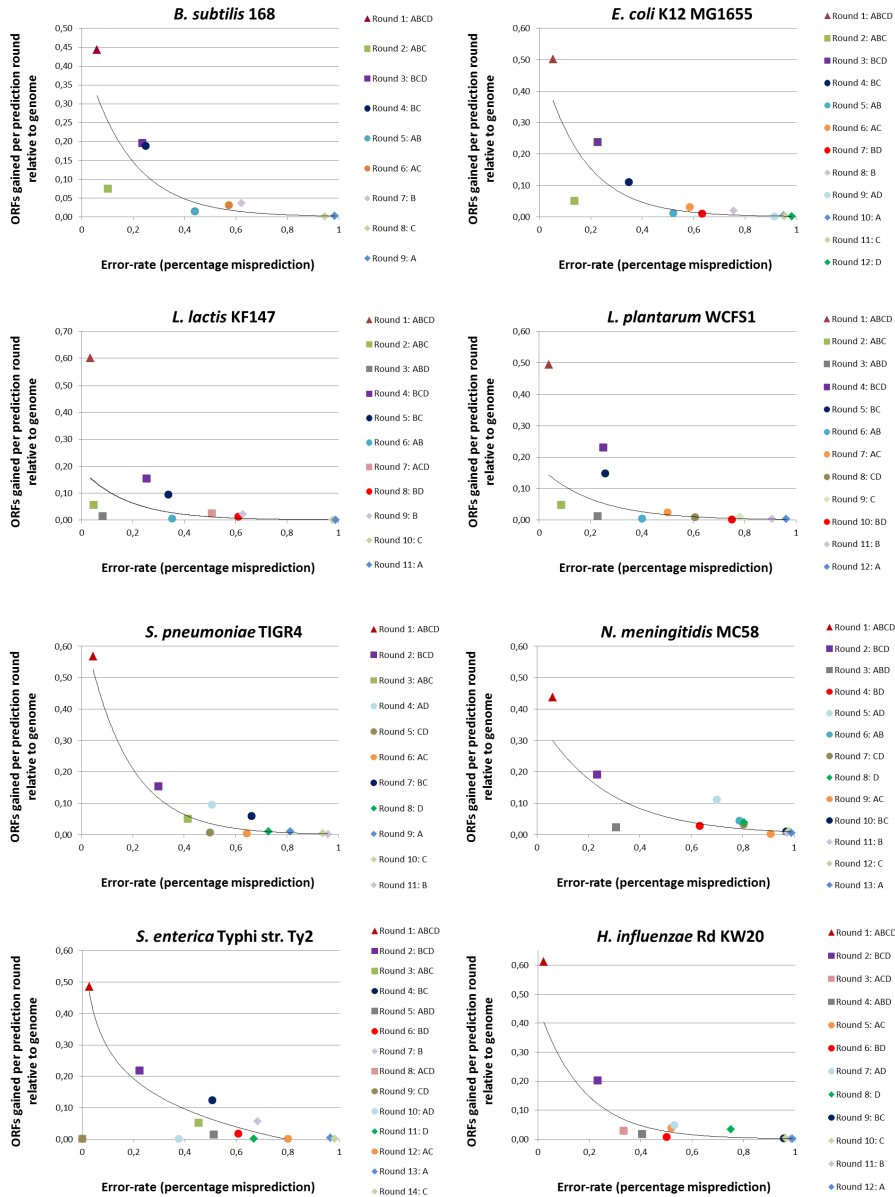 B. subtilis 168
ORFs gained per prediction round
relative to genome
0,50
0,45
0,40
0,35
0,30
0,25
0,20
0,15
0,10
0,05
0,00
0
0,2
0,4
0,6
0,8
1
Error-rate (percentage misprediction)
Round 1: ABCD
Round 2: ABC
Round 3: BCD
Round 4: BC
Round 5: AB
Round 6: AC
Round 7: B
Round 8: C
Round 9: A
E. coli K12 MG1655
ORFs gained per prediction round
relative to genome
0,60
0,50
0,40
0,30
0,20
0,10
0,00
0
0,2
0,4
0,6
0,8
1
Error-rate (percentage misprediction)
Round 1: ABCD
Round 2: ABC
Round 3: BCD
Round 4: BC
Round 5: AB
Round 6: AC
Round 7: BD
Round 8: B
Round 9: AD
Round 10: A
Round 11: C
Round 12: D
L. lactis KF147
ORFs gained per prediction round
relative to genome
0,70
0,60
0,50
0,40
0,30
0,20
0,10
0,00
0
0,2
0,4
0,6
0,8
1
Error-rate (percentage misprediction)
Round 1: ABCD
Round 2: ABC
Round 3: ABD
Round 4: BCD
Round 5: BC
Round 6: AB
Round 7: ACD
Round 8: BD
Round 9: B
Round 10: C
Round 11: A
L. plantarum WCFS1
ORFs gained per prediction round
relative to genome
0,60
0,50
0,40
0,30
0,20
0,10
0,00
0
0,2
0,4
0,6
0,8
1
Error-rate (percentage misprediction)
Round 1: ABCD
Round 2: ABC
Round 3: ABD
Round 4: BCD
Round 5: BC
Round 6: AB
Round 7: AC
Round 8: CD
Round 9: C
Round 10: BD
Round 11: B
Round 12: A
S. pneumoniae TIGR4
ORFs gained per prediction round
relative to genome
0,60
0,50
0,40
0,30
0,20
0,10
0,00
0
0,2
0,4
0,6
0,8
1
Error-rate (percentage misprediction)
Round 1: ABCD
Round 2: BCD
Round 3: ABC
Round 4: AD
Round 5: CD
Round 6: AC
Round 7: BC
Round 8: D
Round 9: A
Round 10: C
Round 11: B
N. meningitidis MC58
ORFs gained per prediction round
relative to genome
0,60
0,50
0,40
0,30
0,20
0,10
0,00
0
0,2
0,4
0,6
0,8
1
Error-rate (percentage misprediction)
Round 1: ABCD
Round 2: BCD
Round 3: ABD
Round 4: BD
Round 5: AD
Round 6: AB
Round 7: CD
Round 8: D
Round 9: AC
Round 10: BC
Round 11: B
Round 12: C
Round 13: A
S. enterica Typhi str. Ty2
ORFs gained per prediction round
relative to genome
0,60
0,50
0,40
0,30
0,20
0,10
0,00
0
0,2
0,4
0,6
0,8
1
Error-rate (percentage misprediction)
Round 1: ABCD
Round 2: BCD
Round 3: ABC
Round 4: BC
Round 5: ABD
Round 6: BD
Round 7: B
Round 8: ACD
Round 9: CD
Round 10: AD
Round 11: D
Round 12: AC
Round 13: A
Round 14: C
H. influenzae Rd KW20
ORFs gained per prediction round
relative to genome
0,60
0,50
0,40
0,30
0,20
0,10
0,00
0
0,2
0,4
0,6
0,8
1
Error-rate (percentage misprediction)
Round 1: ABCD
Round 2: BCD
Round 3: ACD
Round 4: ABD
Round 5: AC
Round 6: BD
Round 7: AD
Round 8: D
Round 9: BC
Round 10: C
Round 11: B
Round 12: A